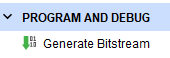 PROGRAM AND DEBUG
Generate Bitstream